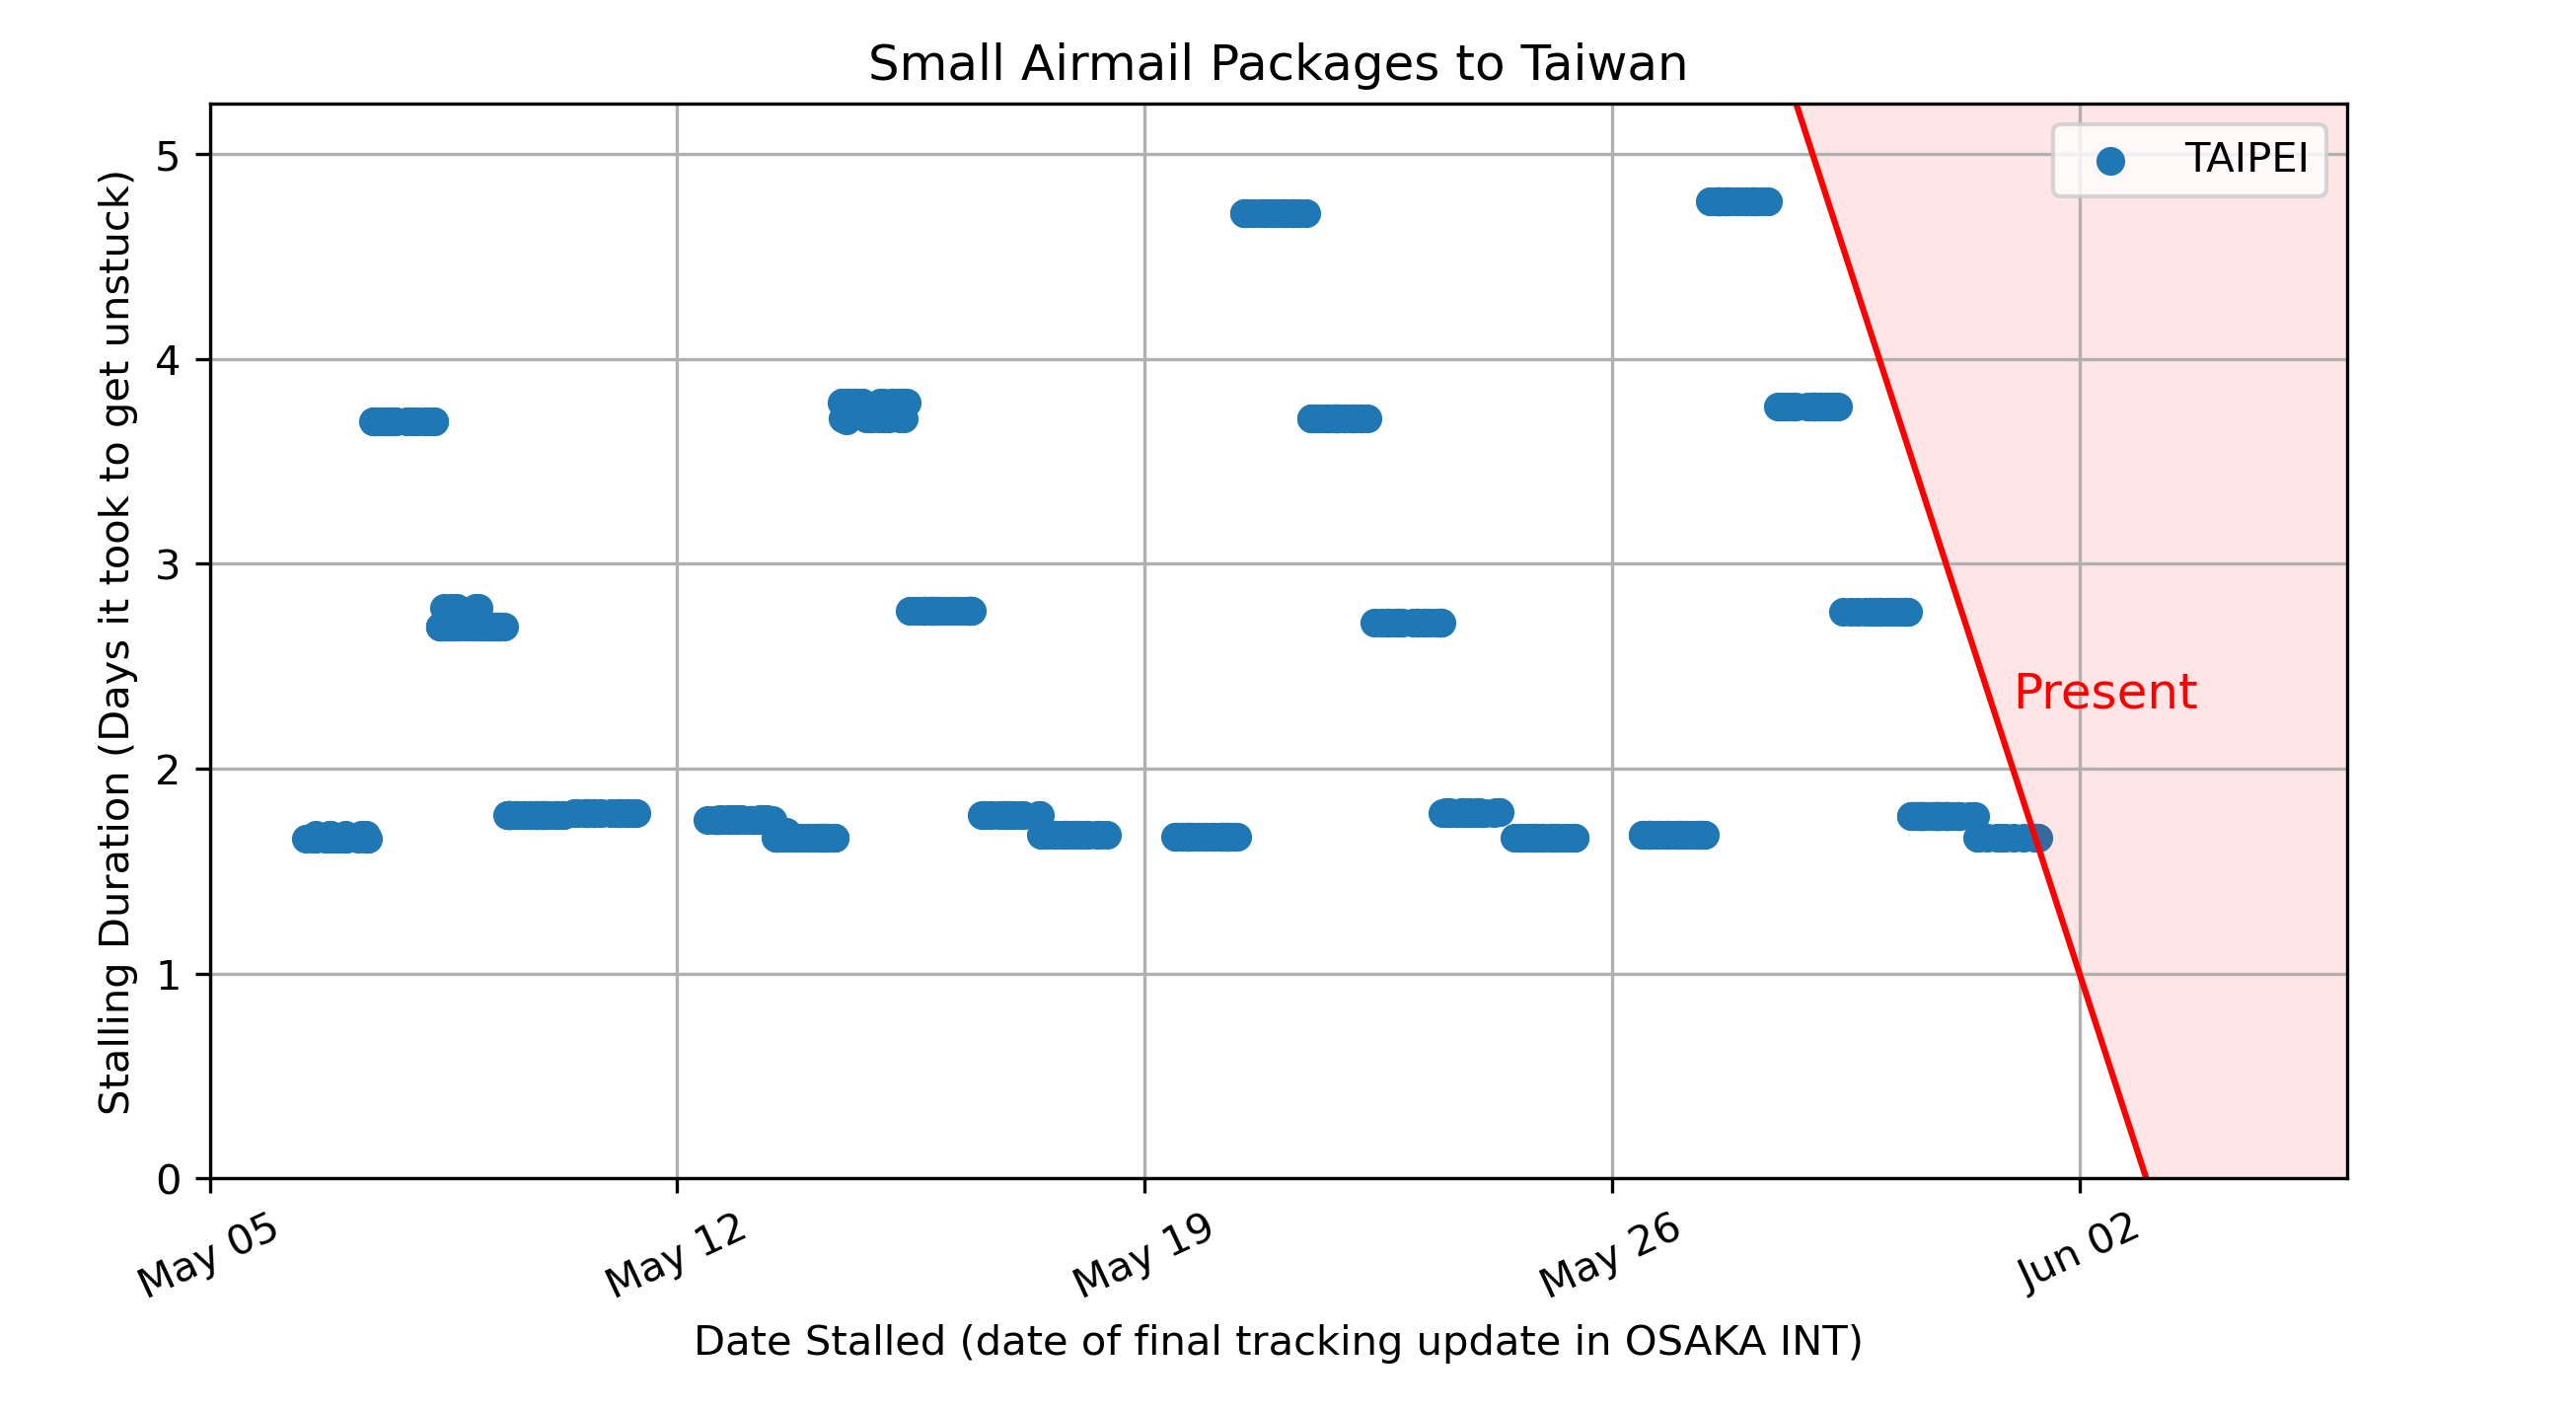 Small Airmail Packages to Taiwan
Stalling Duration (Days it took to get unstuck)
5
4
3
2
1
0
TAIPEI
Present
May 05
May 12
May 19
May 26
Jun 02
Date Stalled (date of final tracking update in OSAKA INT)